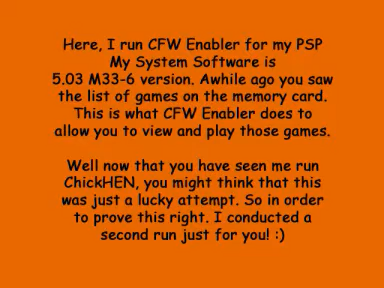 Here, I run CFW Enabler for my PSP
My System Software is
5.03 M33-6 version. Awhile ago you saw
the list of games on the memory card.
This is what CFW Enabler does to
allow you to view and play those games.
Well now that you have seen me run
ChickHEN, you might think that this
was just a lucky attempt. So in order
to prove this right. I conducted a
second run just for you! :)